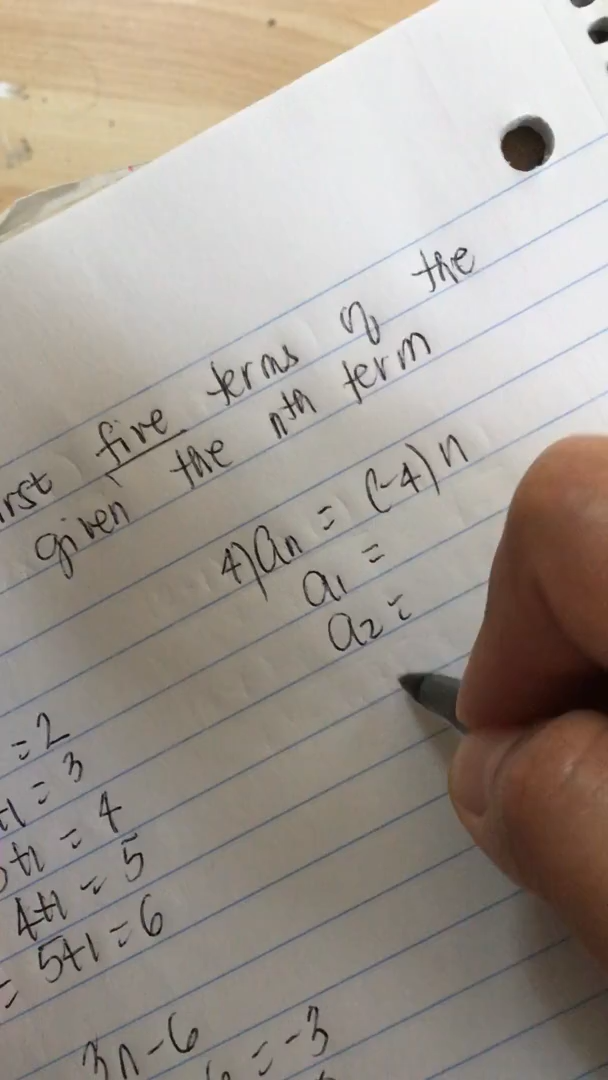 five terms of the
given the nth term
4) an = (-4)n
a1 =
a2 =
= 2
+1 = 3
+1 = 4
4+1 = 5
= 5+1 = 6
3n-6
= -3